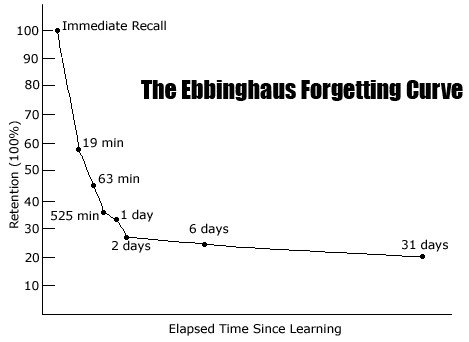 The Ebbinghaus Forgetting Curve
Retention (100%)
100
90
80
70
60
50
40
30
20
10
Immediate Recall
19 min
63 min
525 min
1 day
2 days
6 days
31 days
Elapsed Time Since Learning